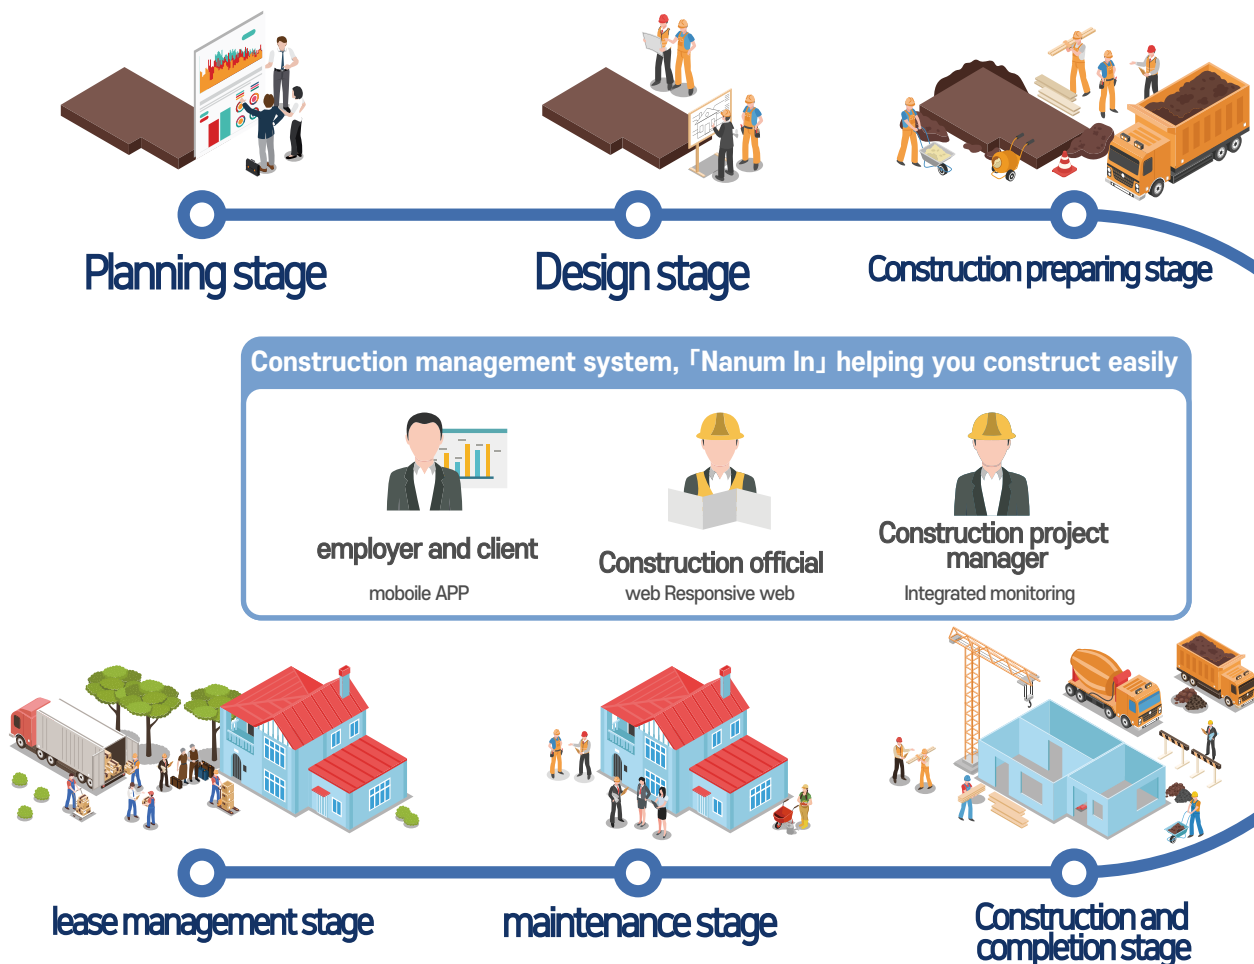 Planning stage
Design stage
Construction preparing stage
Construction management system, 「Nanum In」 helping you construct easily
employer and client
moboile APP
Construction official
web Responsive web
Construction project
manager
Integrated monitoring
lease management stage
maintenance stage
Construction and
completion stage